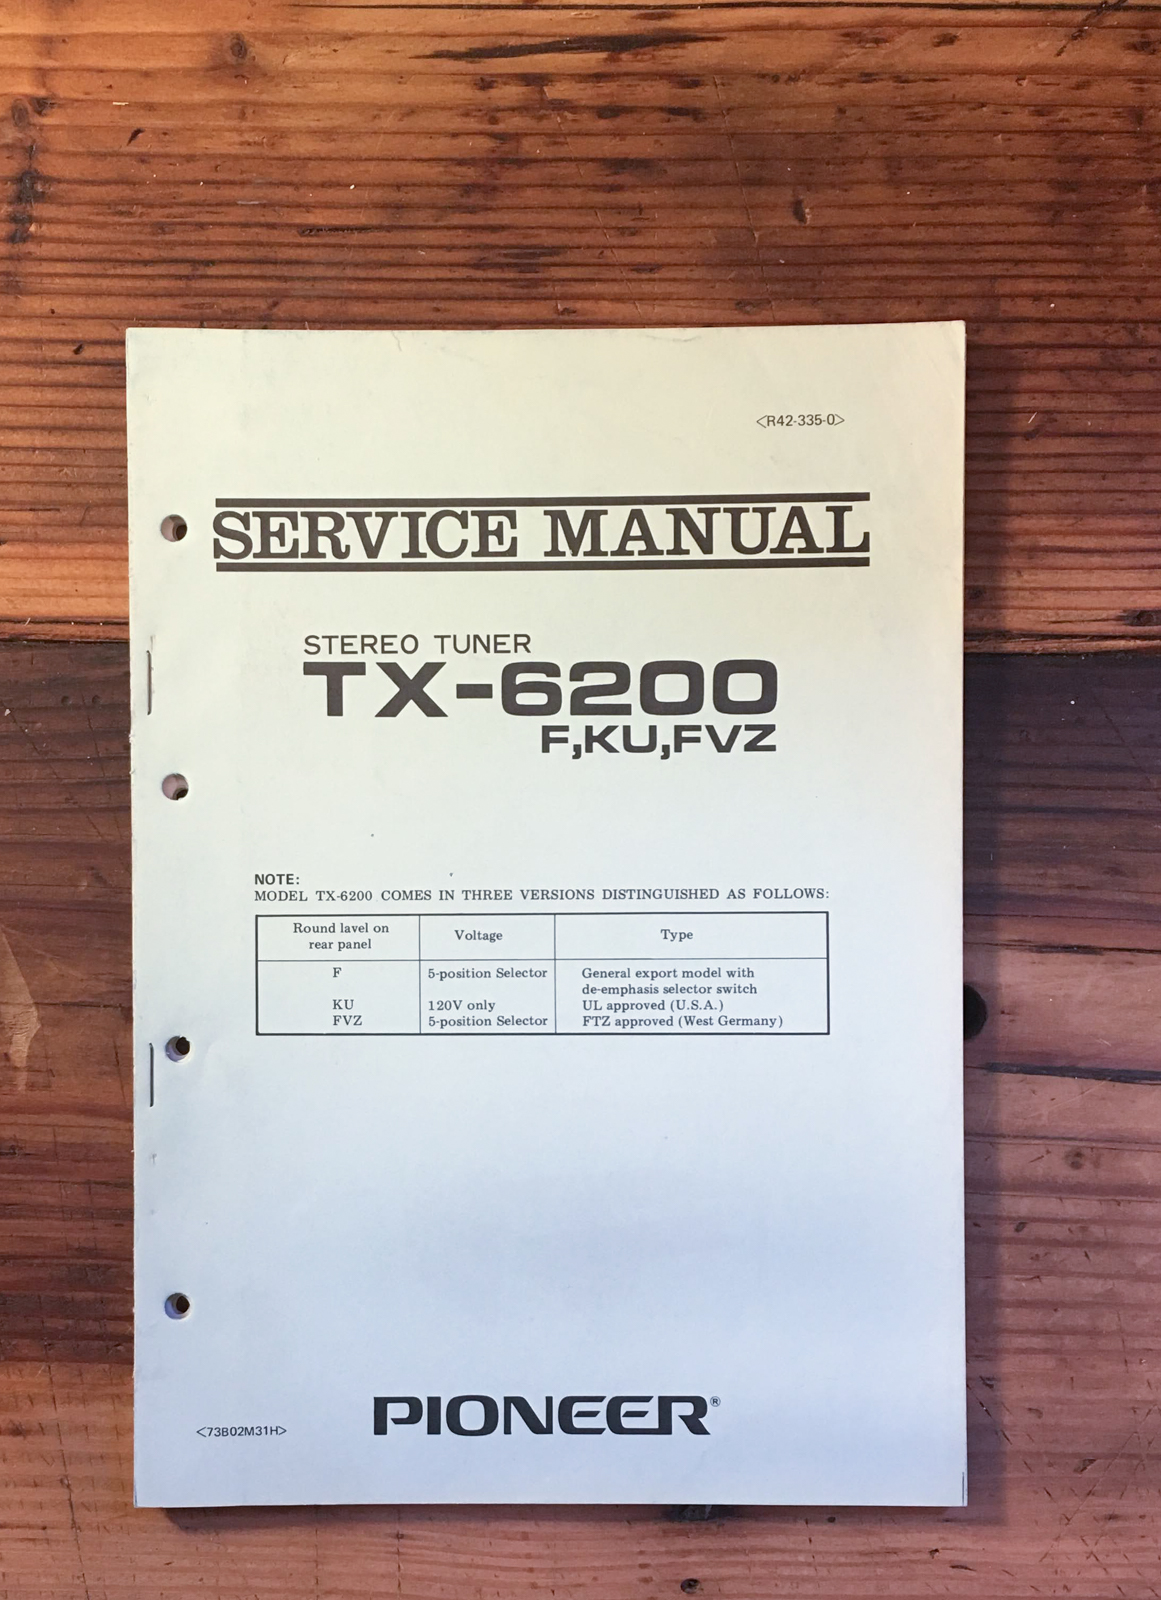 <R42-335-0>
SERVICE MANUAL
STEREO TUNER
TX-6200
F,KU,FVZ
NOTE:
MODEL TX-6200 COMES IN THREE VERSIONS DISTINGUISHED AS FOLLOWS:
Round lavel on
rear panel
Voltage
Type
F 5-position Selector General export model with
de-emphasis selector switch
KU 120V only UL approved (U.S.A.)
FVZ 5-position Selector FTZ approved (West Germany)
PIONEER®
<73B02M31H>